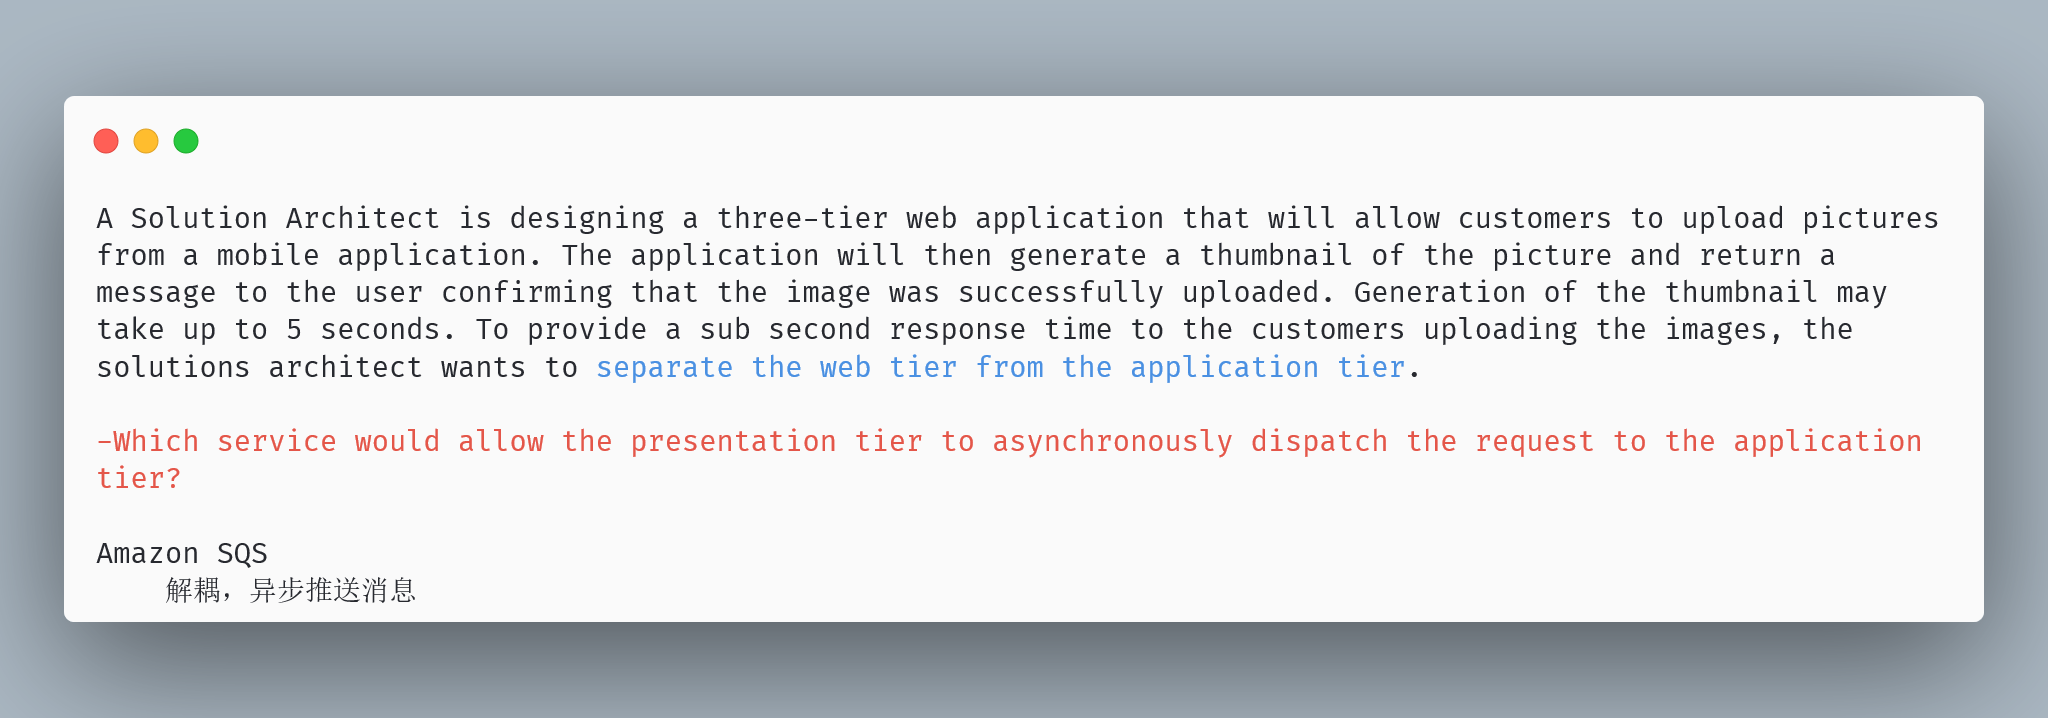 A Solution Architect is designing a three-tier web application that will allow customers to upload pictures
from a mobile application. The application will then generate a thumbnail of the picture and return a
message to the user confirming that the image was successfully uploaded. Generation of the thumbnail may
take up to 5 seconds. To provide a sub second response time to the customers uploading the images, the
solutions architect wants to separate the web tier from the application tier.
-Which service would allow the presentation tier to asynchronously dispatch the request to the application
tier?
Amazon SQS
解耦，异步推送消息